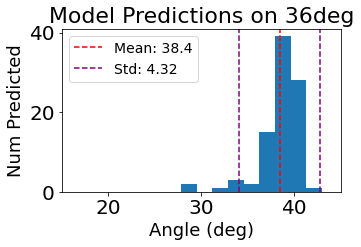 Model Predictions on 36deg
Mean: 38.4
Std: 4.32
Num Predicted
40
20
0
20
30
40
Angle (deg)